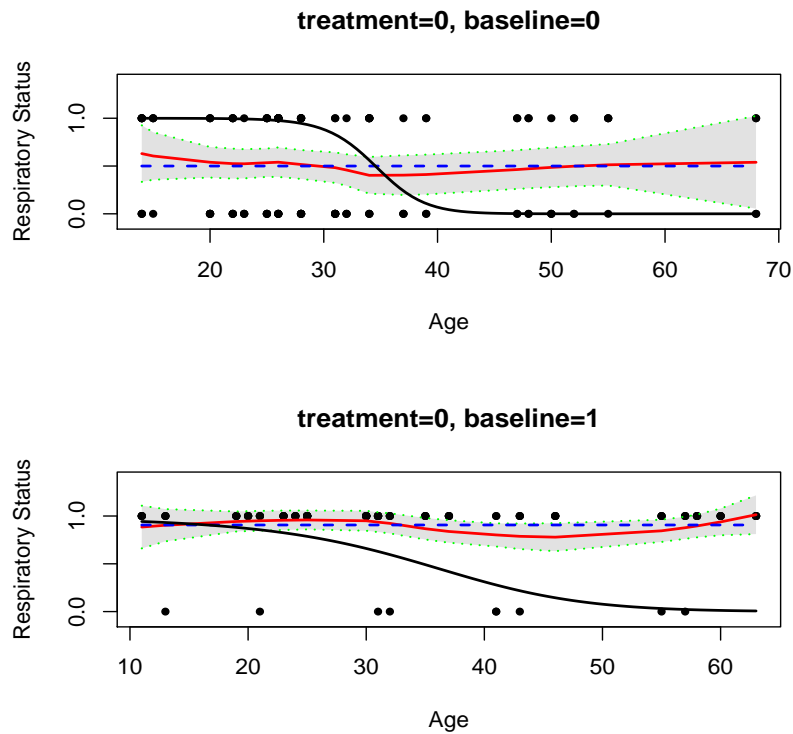 treatment=0, baseline=0
Respiratory Status
1.0
0.0
20 30 40 50 60 70
Age
treatment=0, baseline=1
Respiratory Status
1.0
0.0
10 20 30 40 50 60
Age